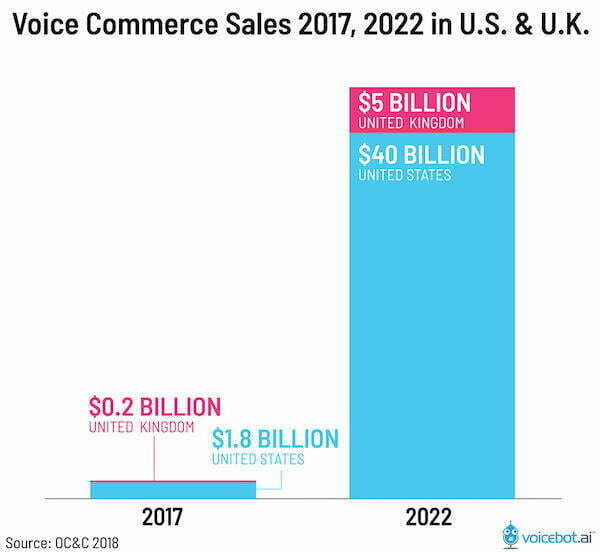 Voice Commerce Sales 2017, 2022 in U.S. & U.K.
$5 BILLION
UNITED KINGDOM
$40 BILLION
UNITED STATES
$0.2 BILLION
UNITED KINGDOM
$1.8 BILLION
UNITED STATES
2017
2022
Source: OC&C 2018
voicebot.ai